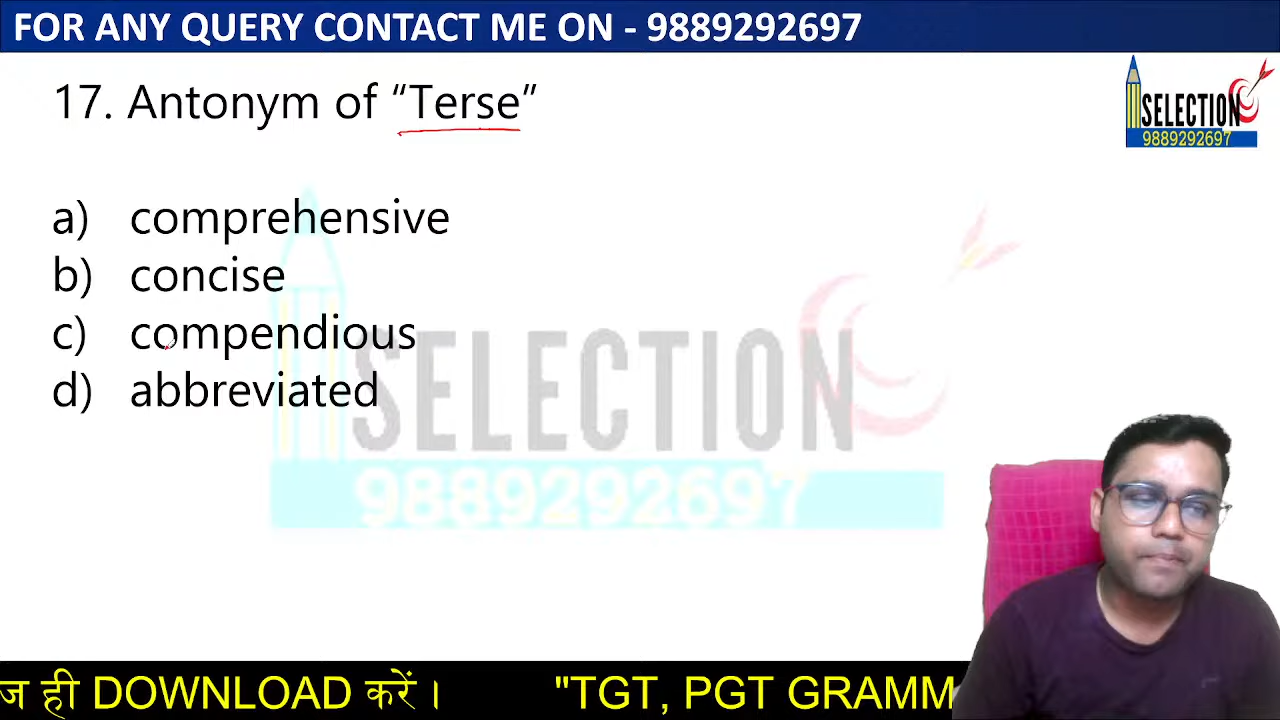 FOR ANY QUERY CONTACT ME ON - 9889292697
17. Antonym of “Terse”
SELECTION
9889292697
a) comprehensive
b) concise
c) compendious
d) abbreviated
SELECTION
9889292697
ज ही DOWNLOAD करें। "TGT, PGT GRAMM